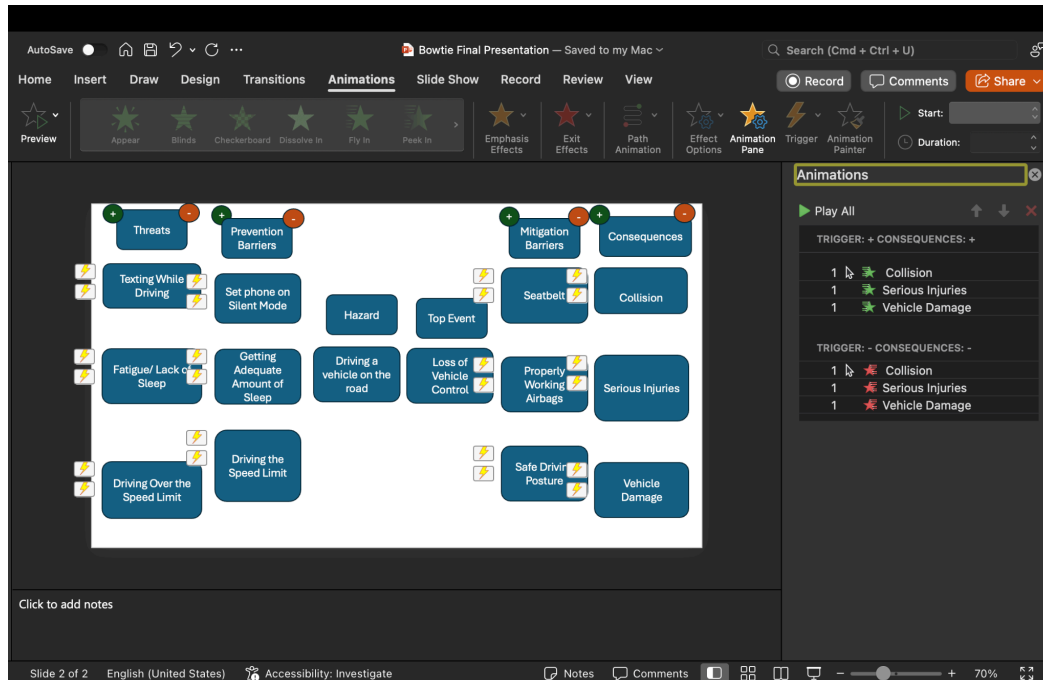 AutoSave
Bowtie Final Presentation — Saved to my Mac
Search (Cmd + Ctrl + U)
Home Insert Draw Design Transitions Animations Slide Show Record Review View
Record Comments Share
Preview
Appear Blinds Checkerboard Dissolve In Fly In Peek In
Emphasis
Effects
Exit
Effects
Path
Animation
Effect
Options
Animation
Pane
Trigger
Animation
Painter
Start:
Duration:
+ -
Threats
+ -
Prevention
Barriers
+ -
Mitigation
Barriers
+ -
Consequences
Texting While
Driving
Set phone on
Silent Mode
Hazard
Top Event
Seatbelt
Collision
Fatigue/ Lack of
Sleep
Getting
Adequate
Amount of
Sleep
Driving a
vehicle on the
road
Loss of
Vehicle
Control
Properly
Working
Airbags
Serious Injuries
Driving Over the
Speed Limit
Driving the
Speed Limit
Safe Driving
Posture
Vehicle
Damage
Animations
Play All
TRIGGER: + CONSEQUENCES: +
1 Collision
1 Serious Injuries
1 Vehicle Damage
TRIGGER: - CONSEQUENCES: -
1 Collision
1 Serious Injuries
1 Vehicle Damage
Click to add notes
Slide 2 of 2 English (United States) Accessibility: Investigate Notes Comments - + 70%